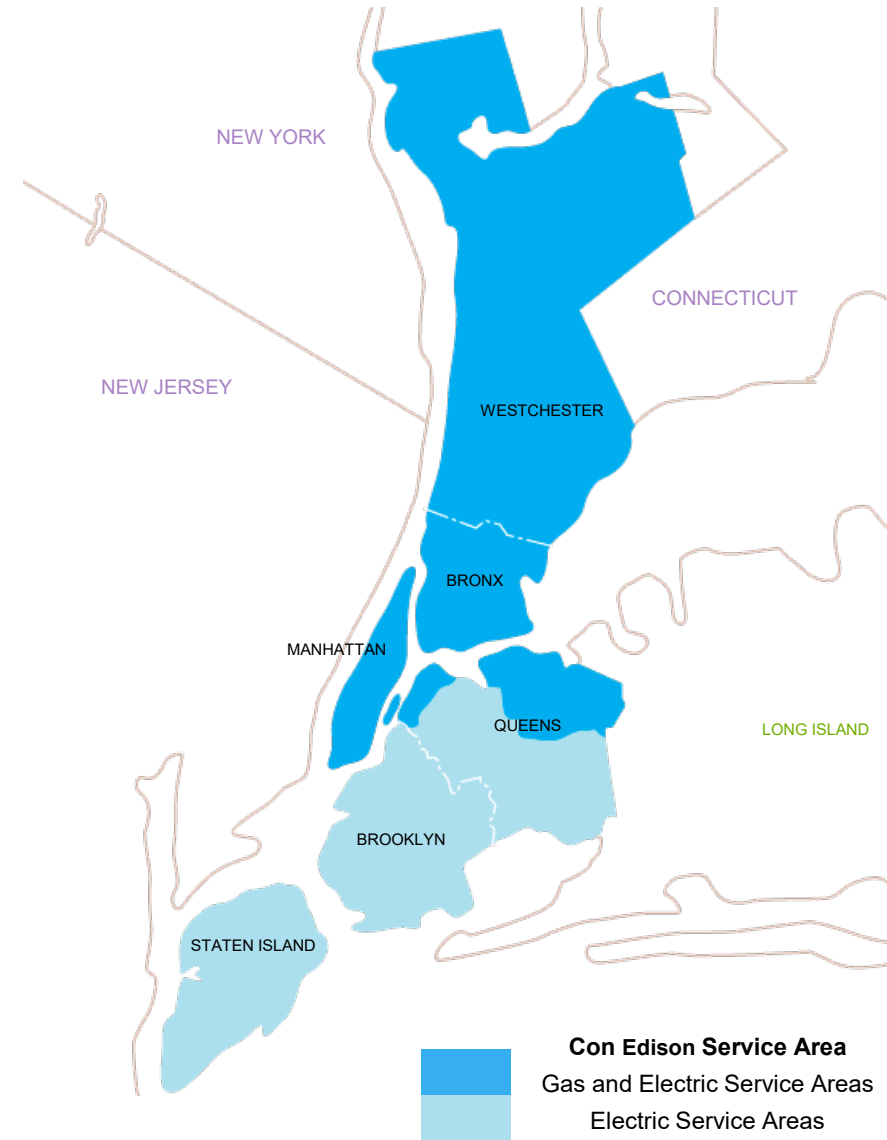 NEW YORK
CONNECTICUT
NEW JERSEY
WESTCHESTER
BRONX
MANHATTAN
QUEENS
LONG ISLAND
BROOKLYN
STATEN ISLAND
Con Edison Service Area
Gas and Electric Service Areas
Electric Service Areas